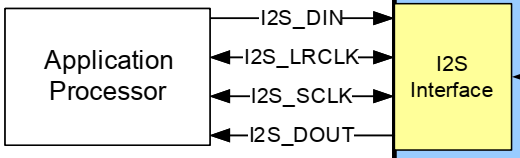 Application
Processor
I2S_DIN
I2S_LRCLK
I2S_SCLK
I2S_DOUT
I2S
Interface